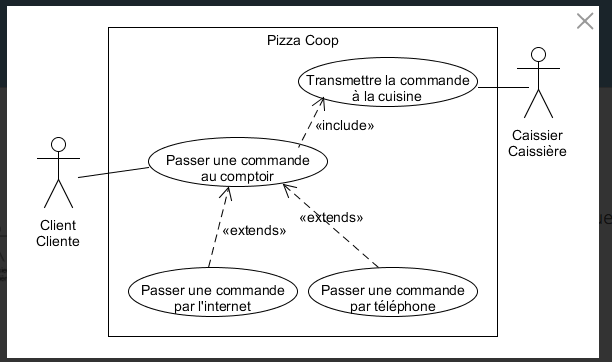 Pizza Coop
Transmettre la commande
à la cuisine
Caissier
Caissière
«include»
Passer une commande
au comptoir
Client
Cliente
«extends»
«extends»
Passer une commande
par l'internet
Passer une commande
par téléphone